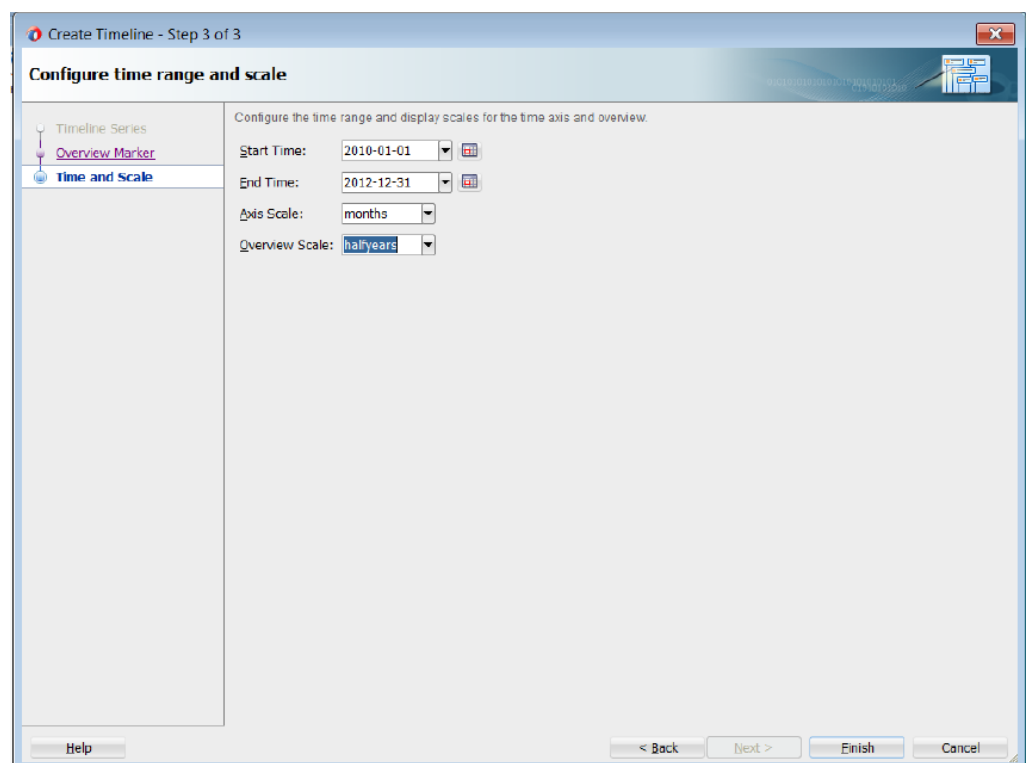 Create Timeline - Step 3 of 3
Configure time range and scale
Timeline Series
Overview Marker
Time and Scale
Configure the time range and display scales for the time axis and overview.
Start Time: 2010-01-01
End Time: 2012-12-31
Axis Scale: months
Overview Scale: halfyears
Help
< Back
Next >
Finish
Cancel